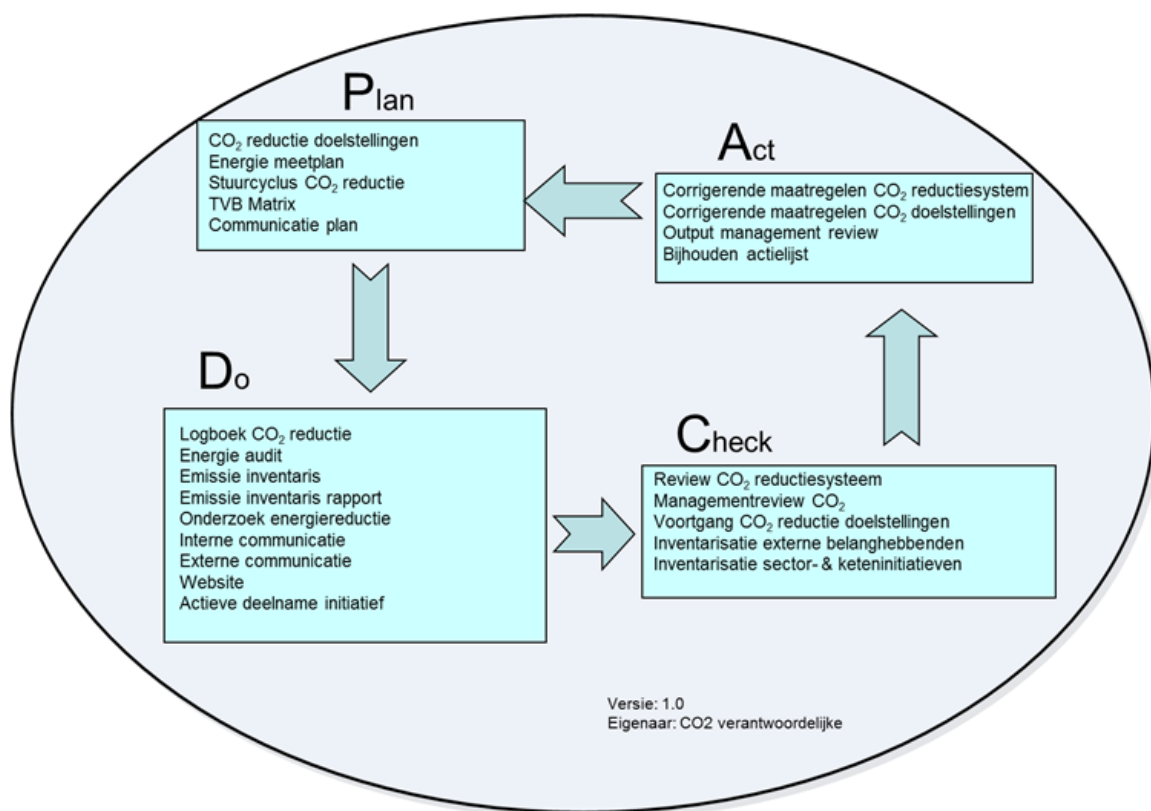 Plan
CO₂ reductie doelstellingen
Energie meetplan
Stuurcyclus CO₂ reductie
TVB Matrix
Communicatie plan
Act
Corrigerende maatregelen CO₂ reductiesystem
Corrigerende maatregelen CO₂ doelstellingen
Output management review
Bijhouden actielijst
Do
Logboek CO₂ reductie
Energie audit
Emissie inventaris
Emissie inventaris rapport
Onderzoek energiereductie
Interne communicatie
Externe communicatie
Website
Actieve deelname initiatief
Check
Review CO₂ reductiesysteem
Managementreview CO₂
Voortgang CO₂ reductie doelstellingen
Inventarisatie externe belanghebbenden
Inventarisatie sector- & keteninitiatieven
Versie: 1.0
Eigenaar: CO2 verantwoordelijke